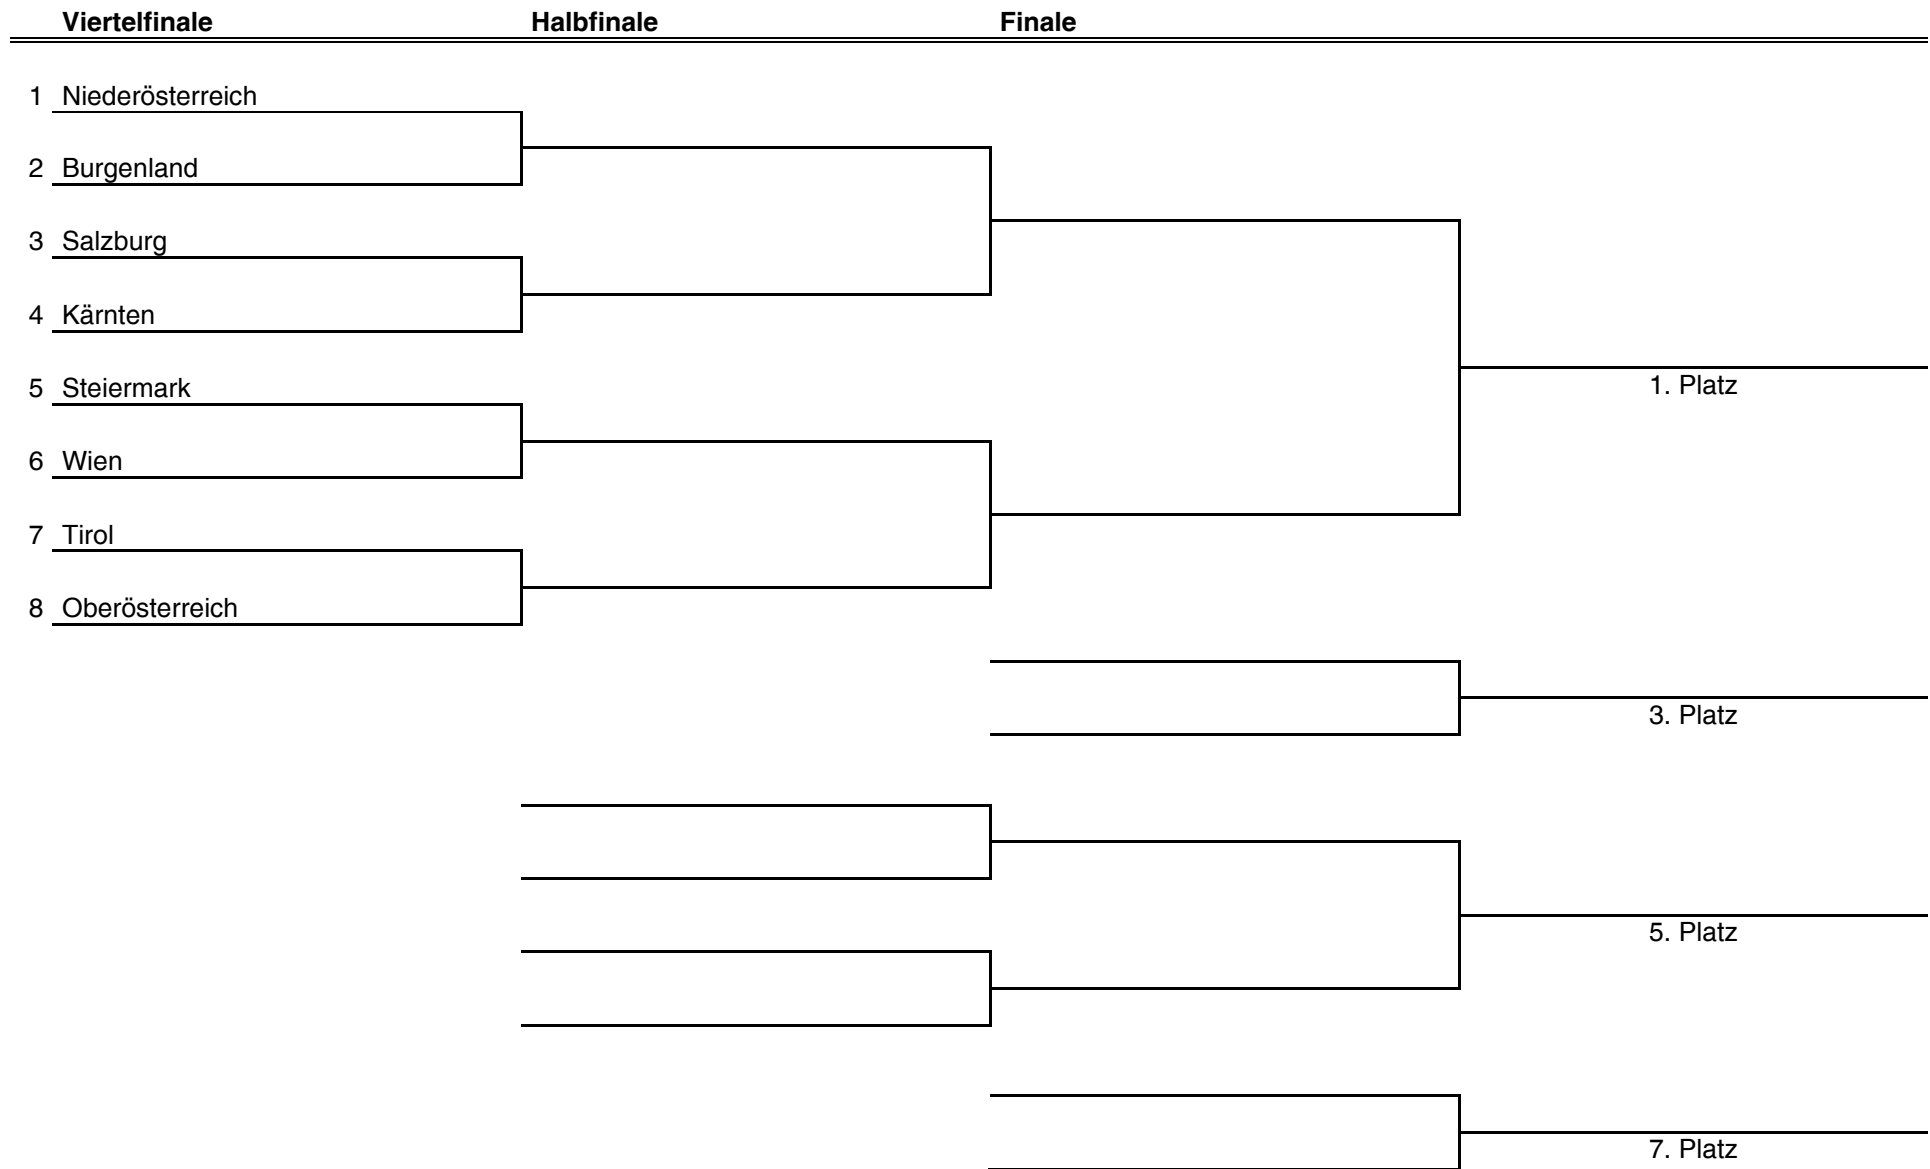 Viertelfinale Halbfinale Finale
1 Niederösterreich
2 Burgenland
3 Salzburg
4 Kärnten
5 Steiermark
1. Platz
6 Wien
7 Tirol
8 Oberösterreich
3. Platz
5. Platz
7. Platz